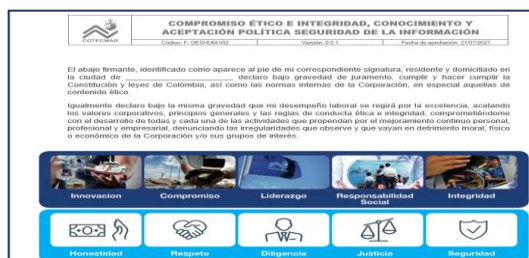 COMPROMISO ÉTICO E INTEGRIDAD, CONOCIMIENTO Y
ACEPTACIÓN POLÍTICA SEGURIDAD DE LA INFORMACIÓN
COTECMAR
Código: F- GESHUM-002
Versión: 0.0.1
Fecha de aprobación: 21/07/2021
El abajo firmante, identificado como aparece al pie de mi correspondiente signatura, residente y domiciliado en
la ciudad de ____________________, declaro bajo gravedad de juramento, cumplir y hacer cumplir la
Constitución y leyes de Colombia, así como las normas internas de la Corporación, en especial aquellas de
contenido ético.
Igualmente declaro bajo la misma gravedad que mi desempeño laboral se regirá por la excelencia, acatando
los valores corporativos, principios generales y las reglas de conducta ética e integridad, comprometiéndome
con el desarrollo de todas y cada una de las actividades que propendan por el mejoramiento continuo personal,
profesional y empresarial, denunciando las irregularidades que observe y que vayan en detrimento moral, físico
o económico de la Corporación y/o sus grupos de interés.
Innovacion
Compromiso
Liderazgo
Responsabilidad
Social
Integridad
Honestidad
Respeto
Diligencia
Justicia
Seguridad